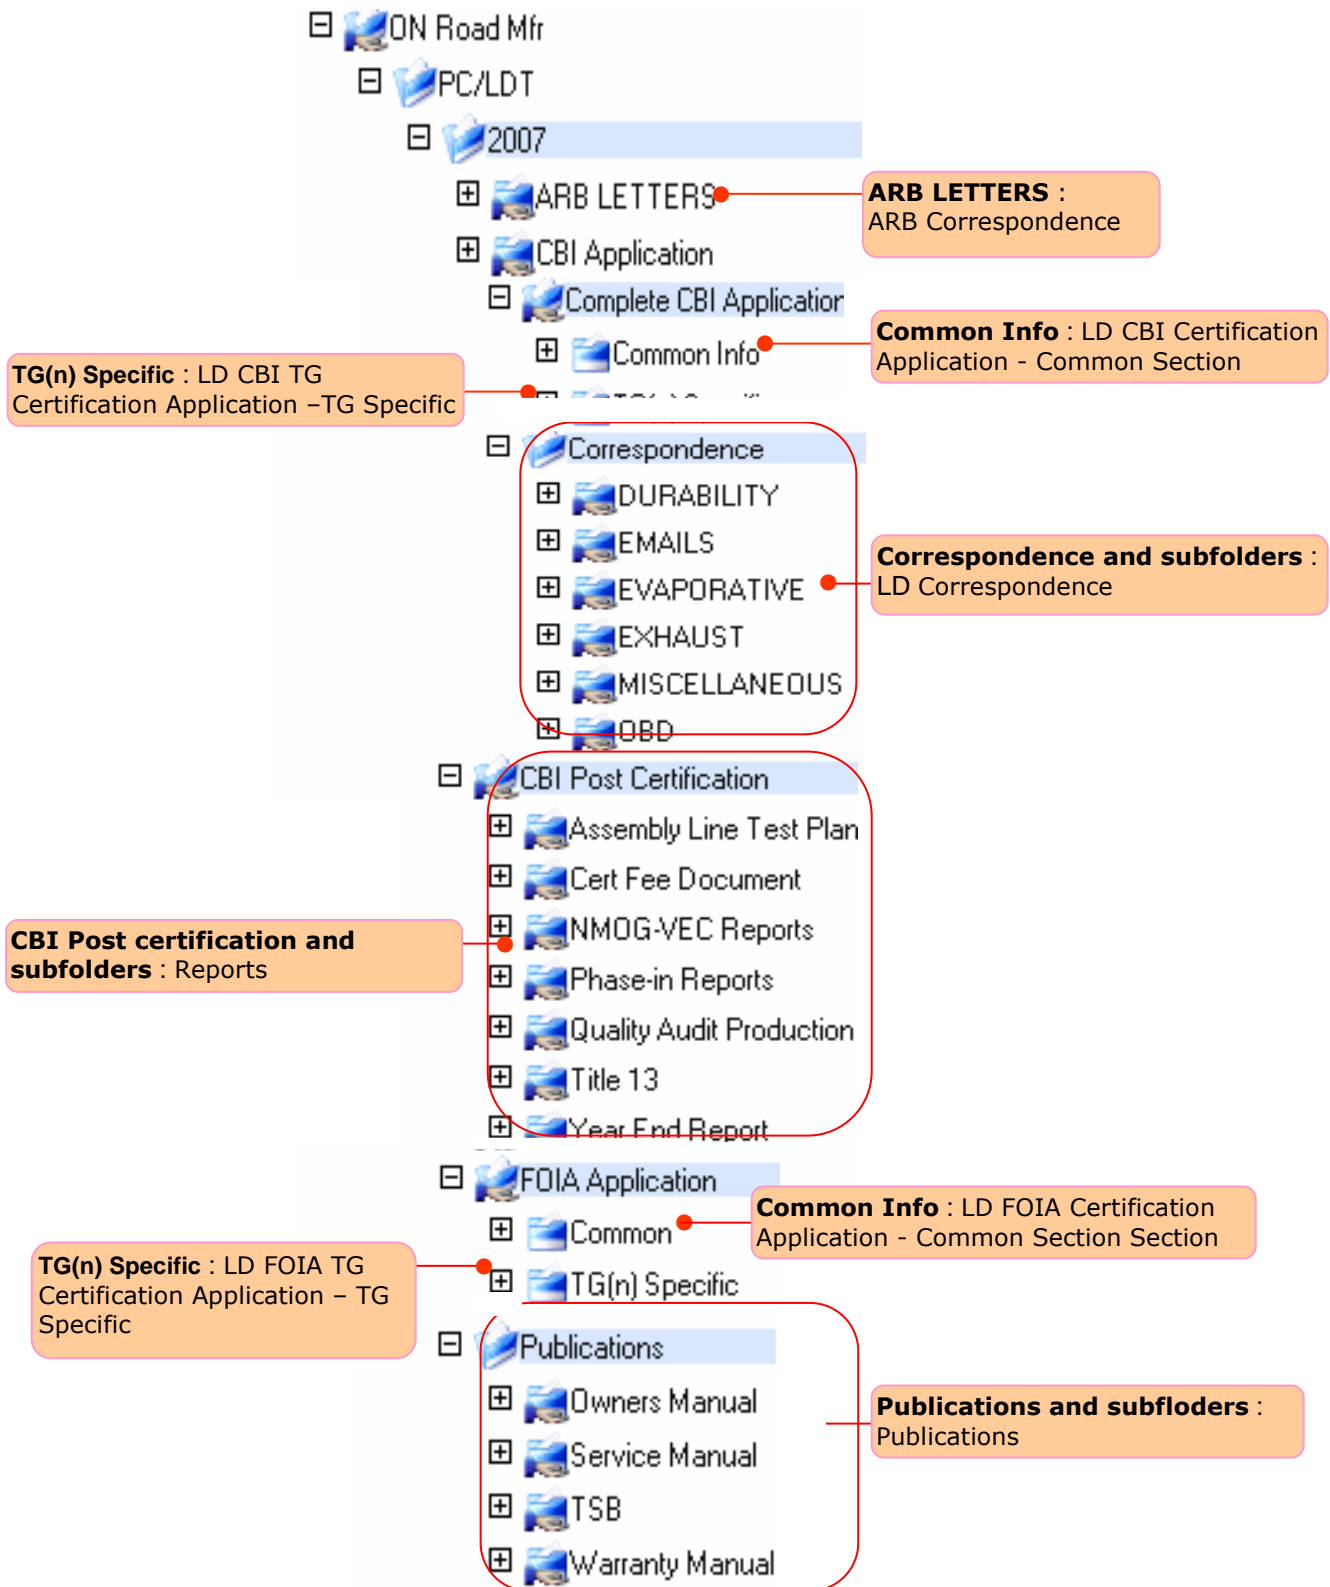 ON Road Mfr
PC/LDT
2007
ARB LETTERS
ARB LETTERS :
ARB Correspondence
CBI Application
Complete CBI Application
Common Info
Common Info : LD CBI Certification
Application - Common Section
TG(n) Specific : LD CBI TG
Certification Application –TG Specific
TG(n) Specific
Correspondence
DURABILITY
EMAILS
EVAPORATIVE
EXHAUST
MISCELLANEOUS
OBD
Correspondence and subfolders :
LD Correspondence
CBI Post Certification
Assembly Line Test Plan
Cert Fee Document
NMOG-VEC Reports
Phase-in Reports
Quality Audit Production
Title 13
Year End Report
CBI Post certification and
subfolders : Reports
FOIA Application
Common
Common Info : LD FOIA Certification
Application - Common Section Section
TG(n) Specific : LD FOIA TG
Certification Application – TG
Specific
TG(n) Specific
Publications
Owners Manual
Service Manual
TSB
Warranty Manual
Publications and subfloders :
Publications